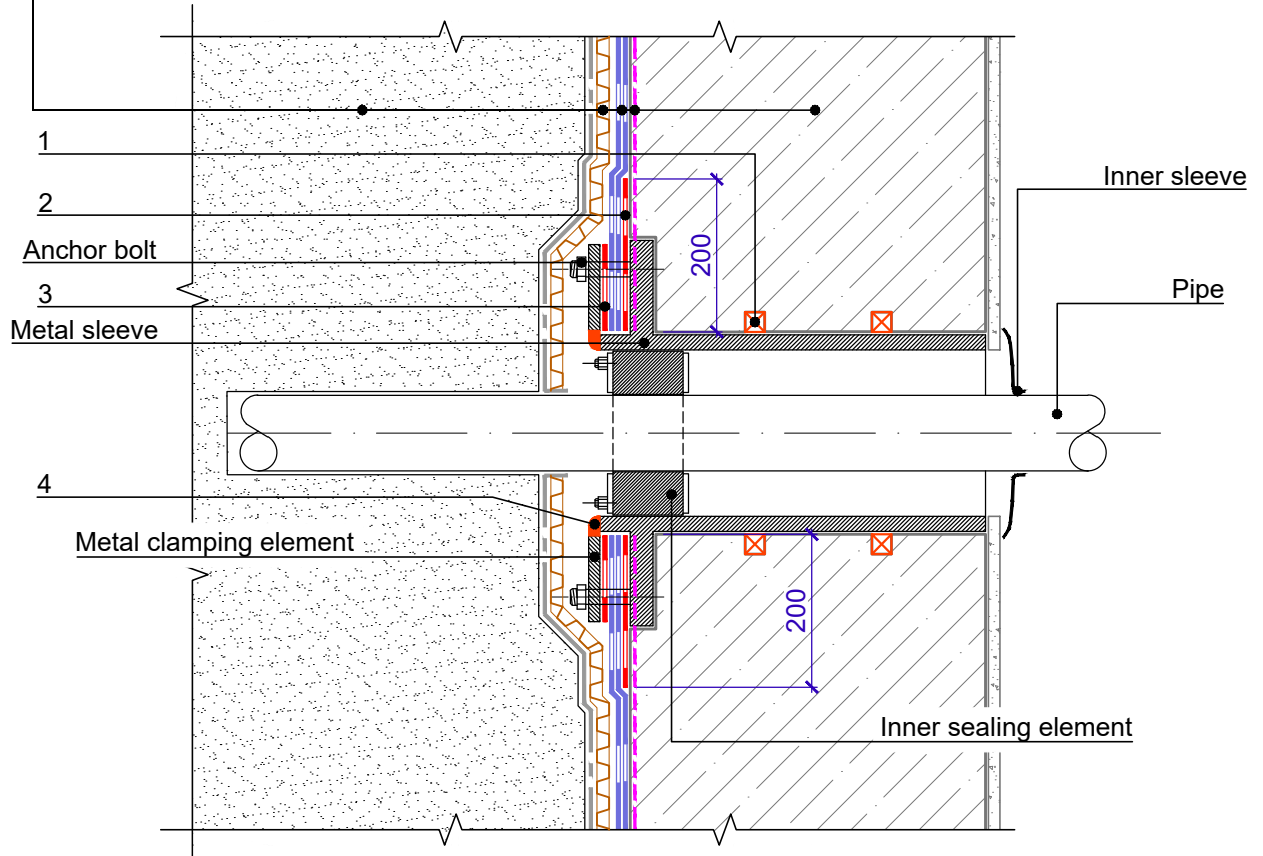 1
Inner sleeve
2
Anchor bolt
200
3
Pipe
Metal sleeve
4
Metal clamping element
200
Inner sealing element